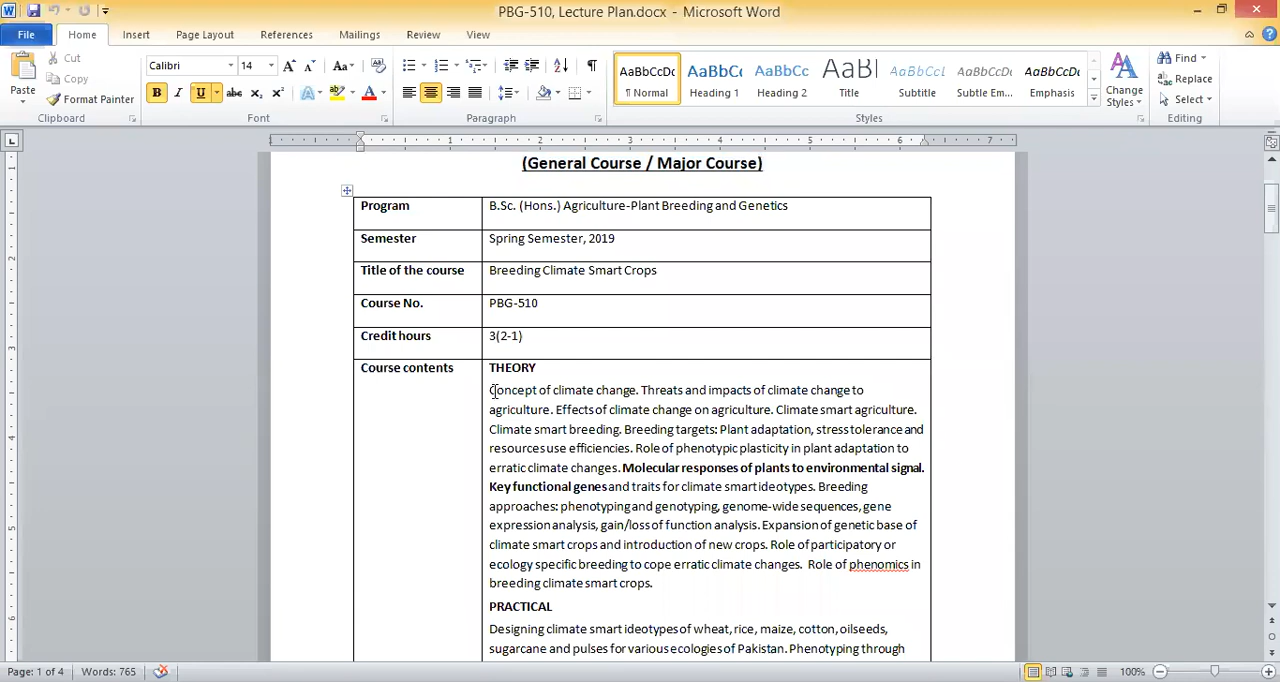 PBG-510, Lecture Plan.docx - Microsoft Word
File Home Insert Page Layout References Mailings Review View
Paste
Cut
Copy
Format Painter
Clipboard
Calibri 14
Font
Paragraph
AaBbCcDc AaBbCc AaBbCc AaB AaBbCcL AaBbCcDc AaBbCcDc
¶ Normal Heading 1 Heading 2 Title Subtitle Subtle Em... Emphasis
Styles
Change
Styles
Find
Replace
Select
Editing
1 2 3 4 5 6 7
(General Course / Major Course)
Program B.Sc. (Hons.) Agriculture-Plant Breeding and Genetics
Semester Spring Semester, 2019
Title of the course Breeding Climate Smart Crops
Course No. PBG-510
Credit hours 3(2-1)
Course contents THEORY
Concept of climate change. Threats and impacts of climate change to
agriculture. Effects of climate change on agriculture. Climate smart agriculture.
Climate smart breeding. Breeding targets: Plant adaptation, stress tolerance and
resources use efficiencies. Role of phenotypic plasticity in plant adaptation to
erratic climate changes. Molecular responses of plants to environmental signal.
Key functional genes and traits for climate smart ideotypes. Breeding
approaches: phenotyping and genotyping, genome-wide sequences, gene
expression analysis, gain/loss of function analysis. Expansion of genetic base of
climate smart crops and introduction of new crops. Role of participatory or
ecology specific breeding to cope erratic climate changes.  Role of phenomics in
breeding climate smart crops.
PRACTICAL
Designing climate smart ideotypes of wheat, rice, maize, cotton, oilseeds,
sugarcane and pulses for various ecologies of Pakistan. Phenotyping through
Page: 1 of 4 Words: 765 100%